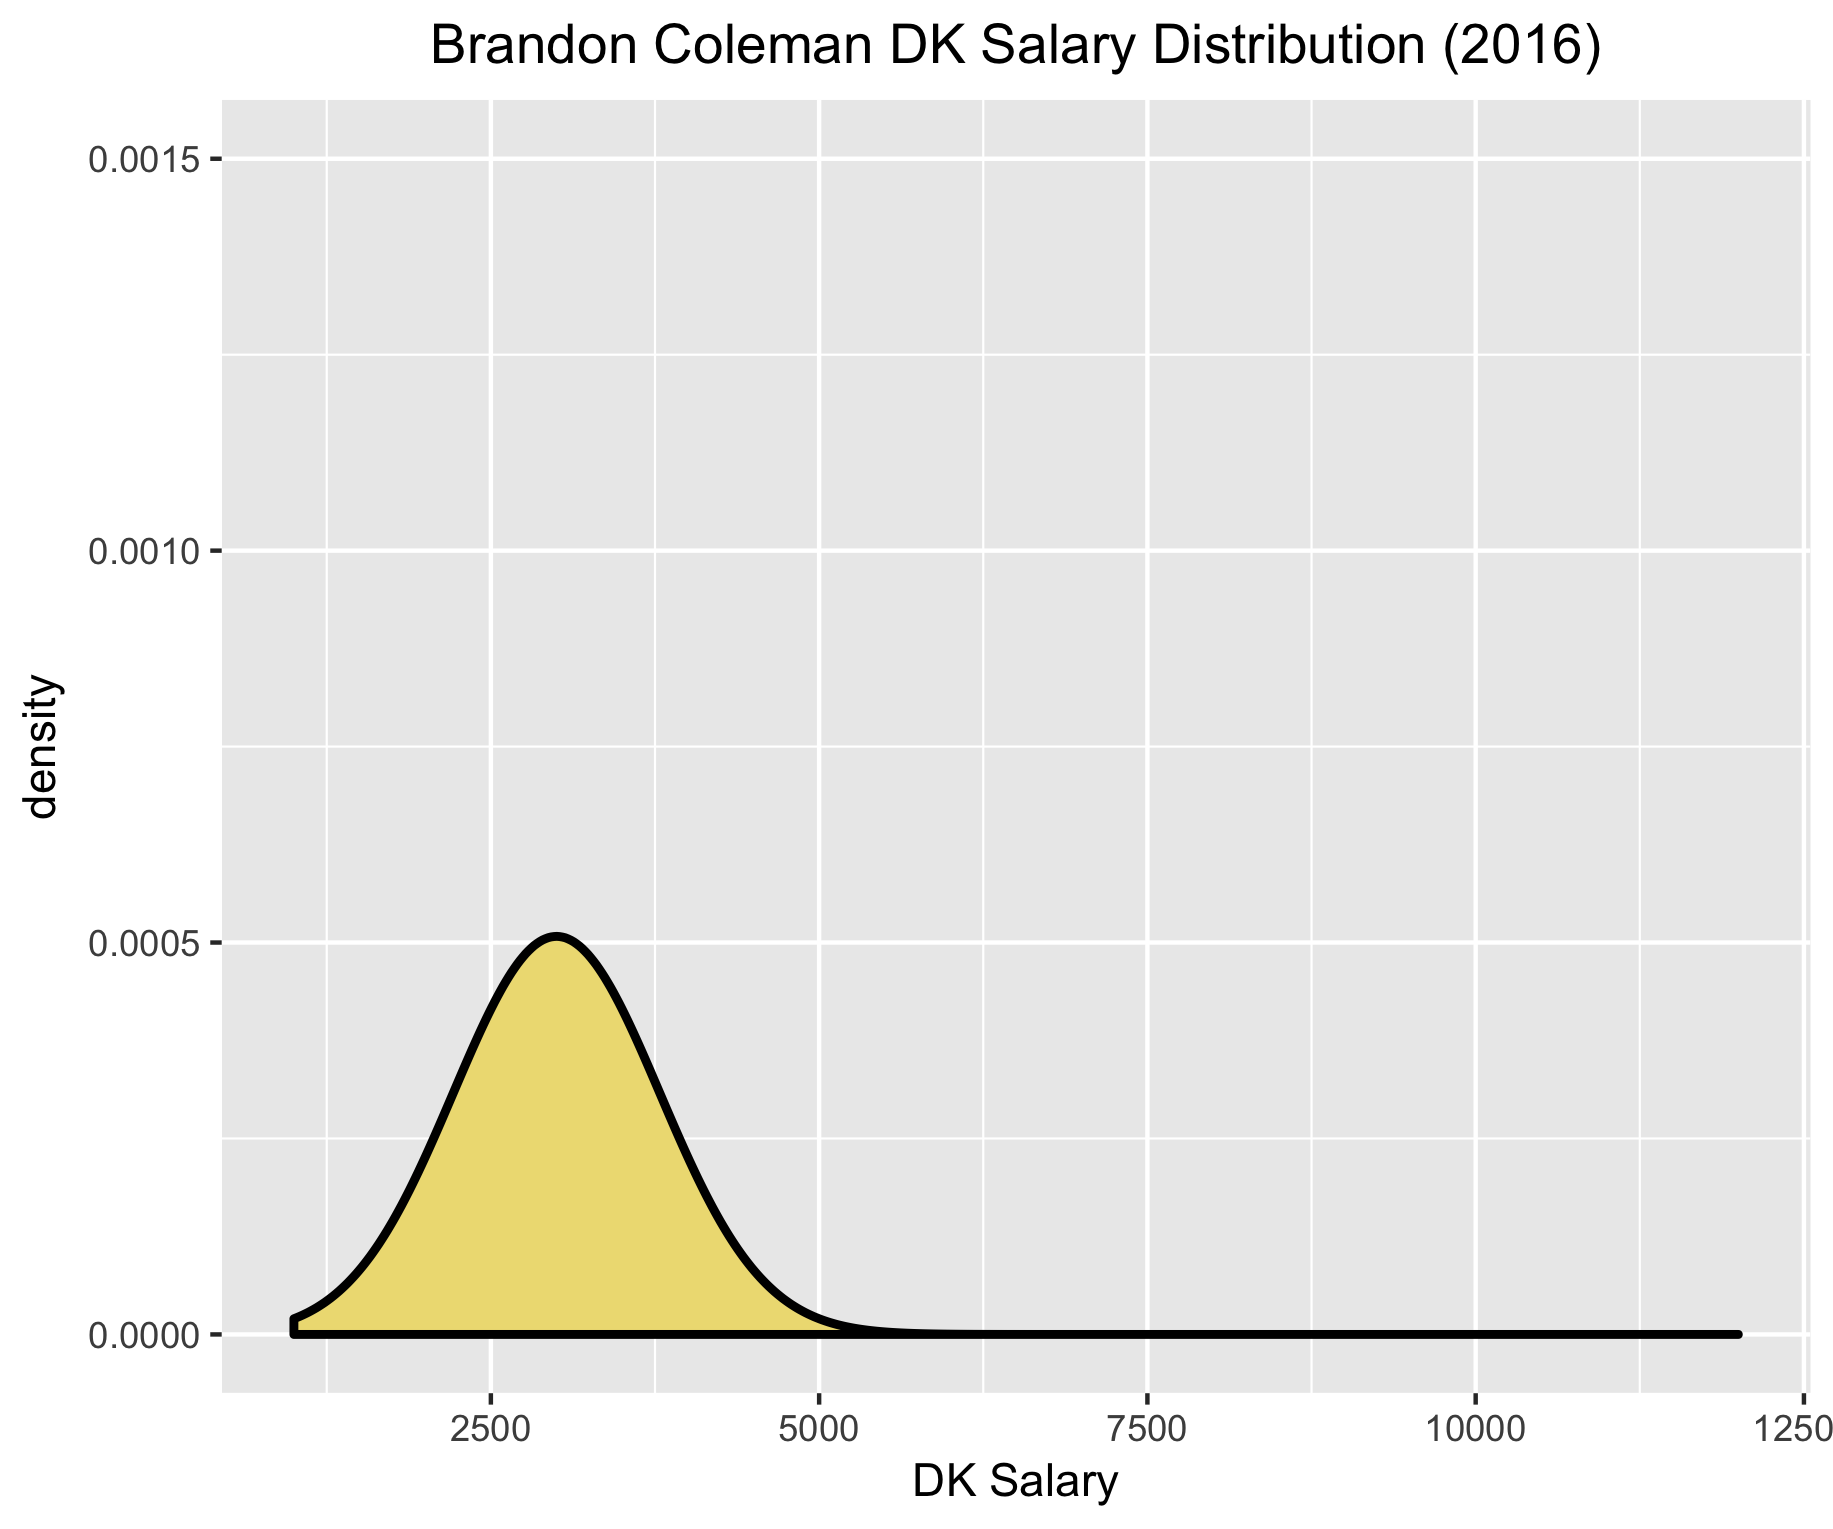 Brandon Coleman DK Salary Distribution (2016)
0.0015
0.0010
0.0005
0.0000
density
2500 5000 7500 10000 1250
DK Salary